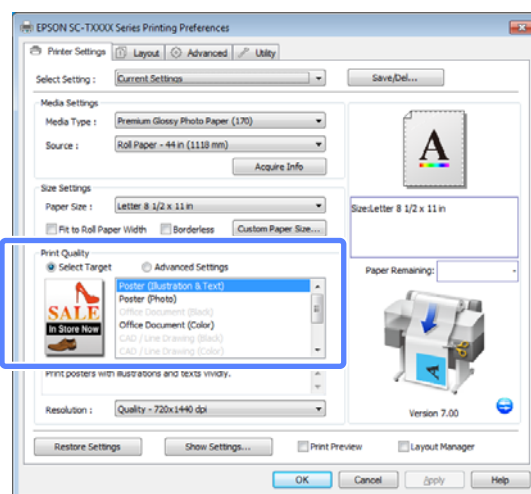 EPSON SC-TXXXX Series Printing Preferences
Printer Settings Layout Advanced Utility
Select Setting : Current Settings Save/Del...
Media Settings
Media Type : Premium Glossy Photo Paper (170)
Source : Roll Paper - 44 in (1118 mm)
Acquire Info
A
Size Settings
Paper Size : Letter 8 1/2 x 11 in
Size:Letter 8 1/2 x 11 in
Fit to Roll Paper Width Borderless Custom Paper Size...
Print Quality
Select Target Advanced Settings
Paper Remaining:
SALE
In Store Now
Poster (Illustration & Text)
Poster (Photo)
Office Document (Black)
Office Document (Color)
CAD / Line Drawing (Black)
CAD / Line Drawing (Color)
Print posters with illustrations and texts vividly.
A
Resolution : Quality - 720x1440 dpi
Version 7.00
Restore Settings Show Settings... Print Preview Layout Manager
OK Cancel Apply Help